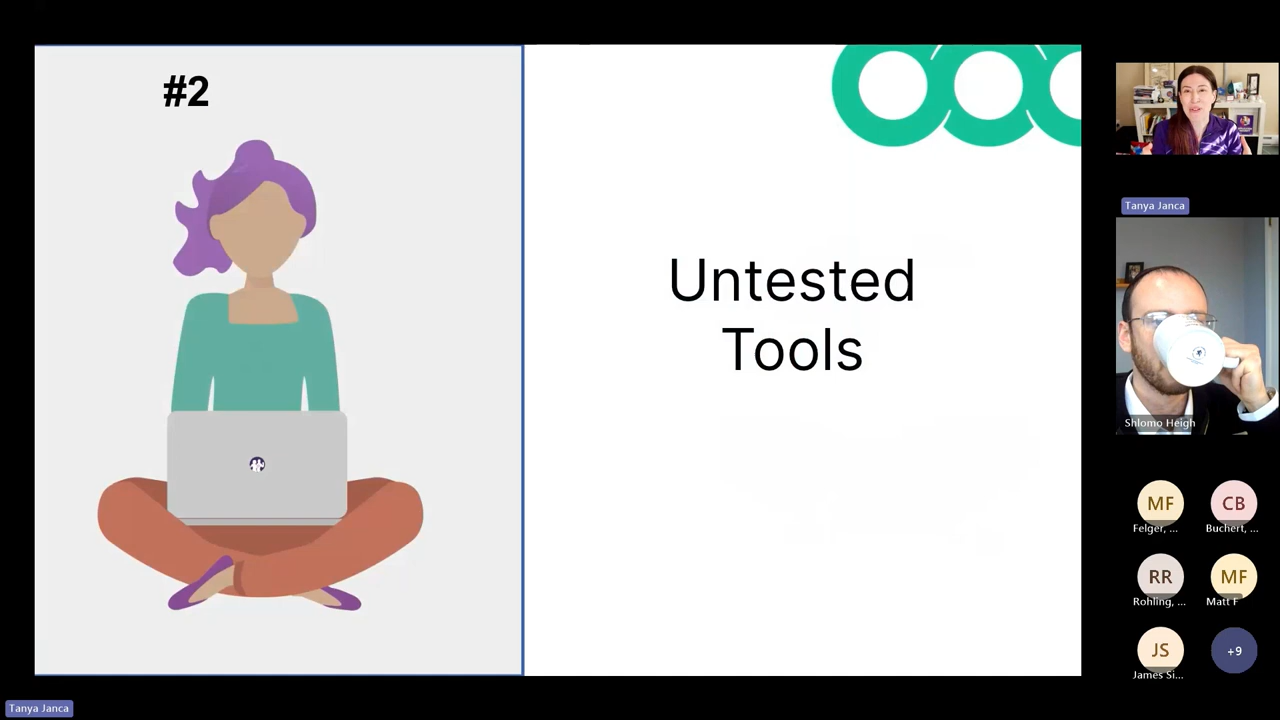 #2
Untested
Tools
Tanya Janca
Shlomo Heigh
MF
CB
Felger, ...
Buchert, ...
RR
MF
Rohling, ...
Matt F
JS
+9
James Si...
Tanya Janca